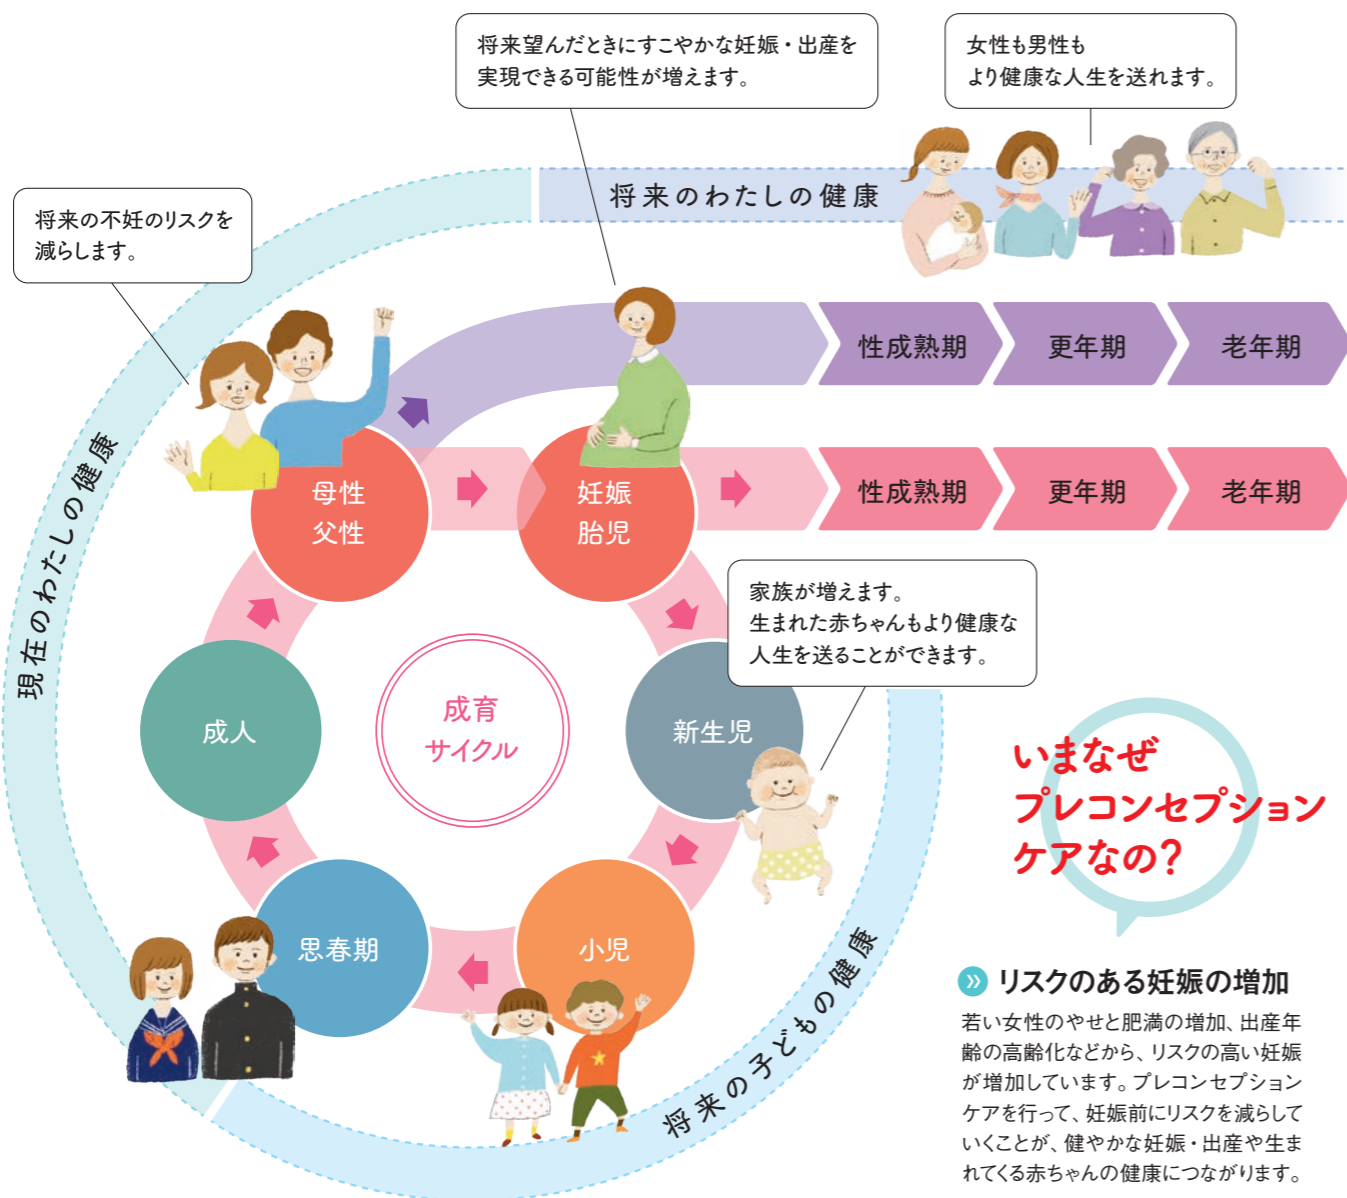 将来望んだときにすこやかな妊娠・出産を
実現できる可能性が増えます。
女性も男性も
より健康な人生を送れます。
将来のわたしの健康
将来の不妊のリスクを
減らします。
現在のわたしの健康
性成熟期
更年期
老年期
母性
父性
妊娠
胎児
性成熟期
更年期
老年期
家族が増えます。
生まれた赤ちゃんもより健康な
人生を送ることができます。
成育
サイクル
成人
新生児
思春期
小児
将来の子どもの健康
いまなぜ
プレコンセプション
ケアなの?
リスクのある妊娠の増加
若い女性のやせと肥満の増加、出産年
齢の高齢化などから、リスクの高い妊娠
が増加しています。プレコンセプション
ケアを行って、妊娠前にリスクを減らして
いくことが、健やかな妊娠・出産や生ま
れてくる赤ちゃんの健康につながります。